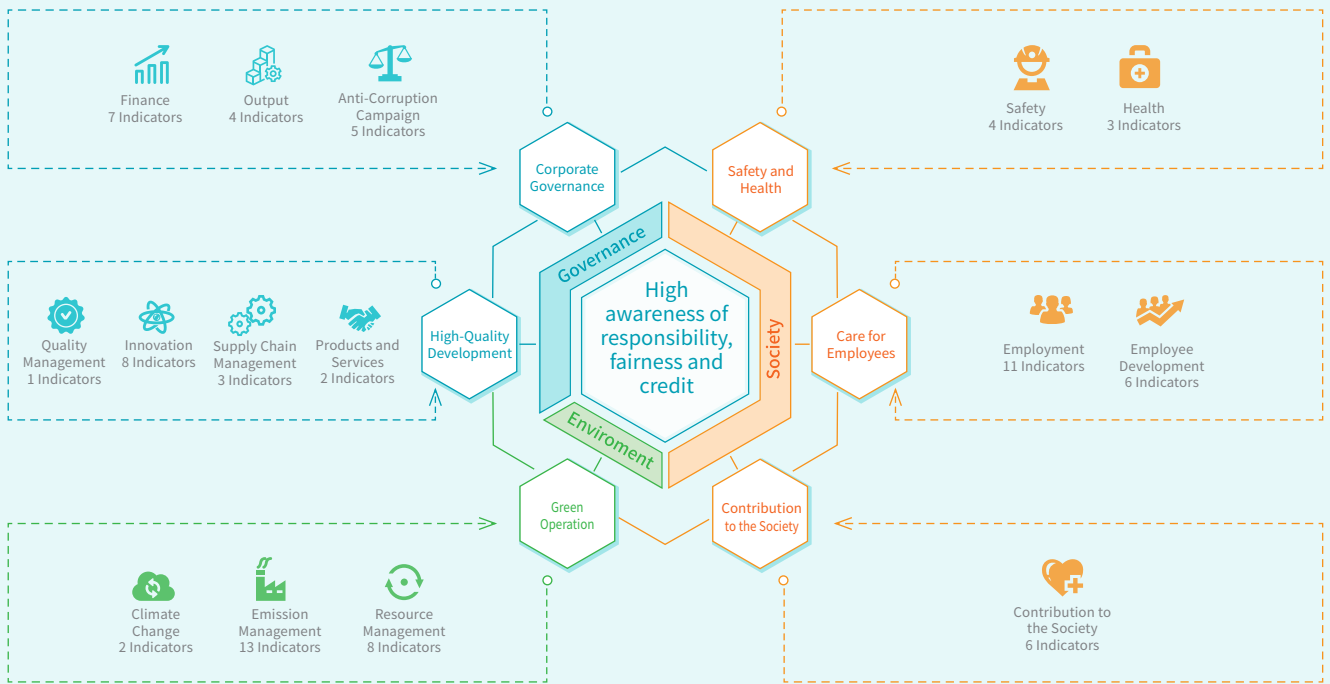 Finance
7 Indicators
Output
4 Indicators
Anti-Corruption
Campaign
5 Indicators
Safety
4 Indicators
Health
3 Indicators
Corporate
Governance
Safety and
Health
Governance
High
awareness of
responsibility,
fairness and
credit
Society
Enviroment
Quality
Management
1 Indicators
Innovation
8 Indicators
Supply Chain
Management
3 Indicators
Products and
Services
2 Indicators
High-Quality
Development
Care for
Employees
Employment
11 Indicators
Employee
Development
6 Indicators
Green
Operation
Contribution
to the Society
Climate
Change
2 Indicators
Emission
Management
13 Indicators
Resource
Management
8 Indicators
Contribution to
the Society
6 Indicators